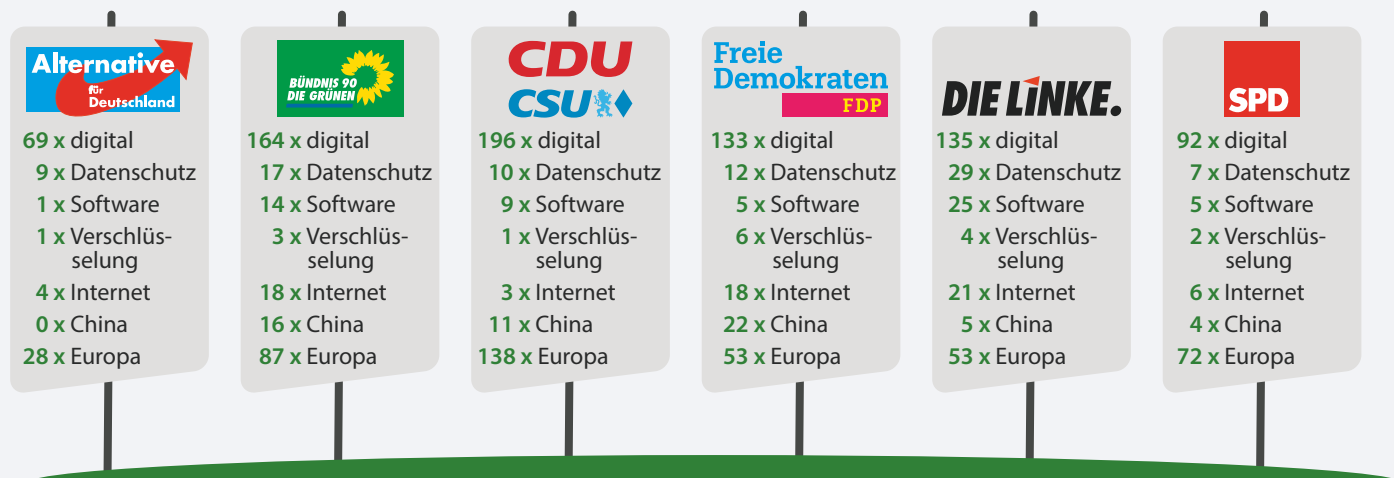 Alternative
für
Deutschland
69 x digital
9 x Datenschutz
1 x Software
1 x Verschlüs-
selung
4 x Internet
0 x China
28 x Europa
BÜNDNIS 90
DIE GRÜNEN
164 x digital
17 x Datenschutz
14 x Software
3 x Verschlüs-
selung
18 x Internet
16 x China
87 x Europa
CDU
CSU
196 x digital
10 x Datenschutz
9 x Software
1 x Verschlüs-
selung
3 x Internet
11 x China
138 x Europa
Freie
Demokraten
FDP
133 x digital
12 x Datenschutz
5 x Software
6 x Verschlüs-
selung
18 x Internet
22 x China
53 x Europa
DIE LINKE.
135 x digital
29 x Datenschutz
25 x Software
4 x Verschlüs-
selung
21 x Internet
5 x China
53 x Europa
SPD
92 x digital
7 x Datenschutz
5 x Software
2 x Verschlüs-
selung
6 x Internet
4 x China
72 x Europa